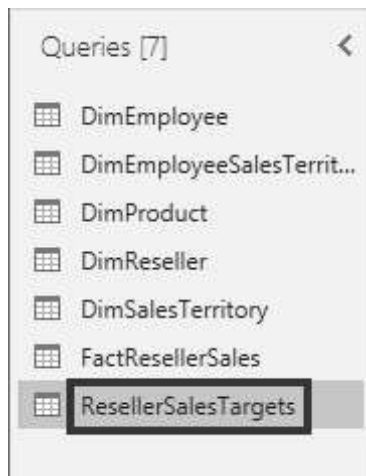 Queries [7]
DimEmployee
DimEmployeeSalesTerrit...
DimProduct
DimReseller
DimSalesTerritory
FactResellerSales
ResellerSalesTargets